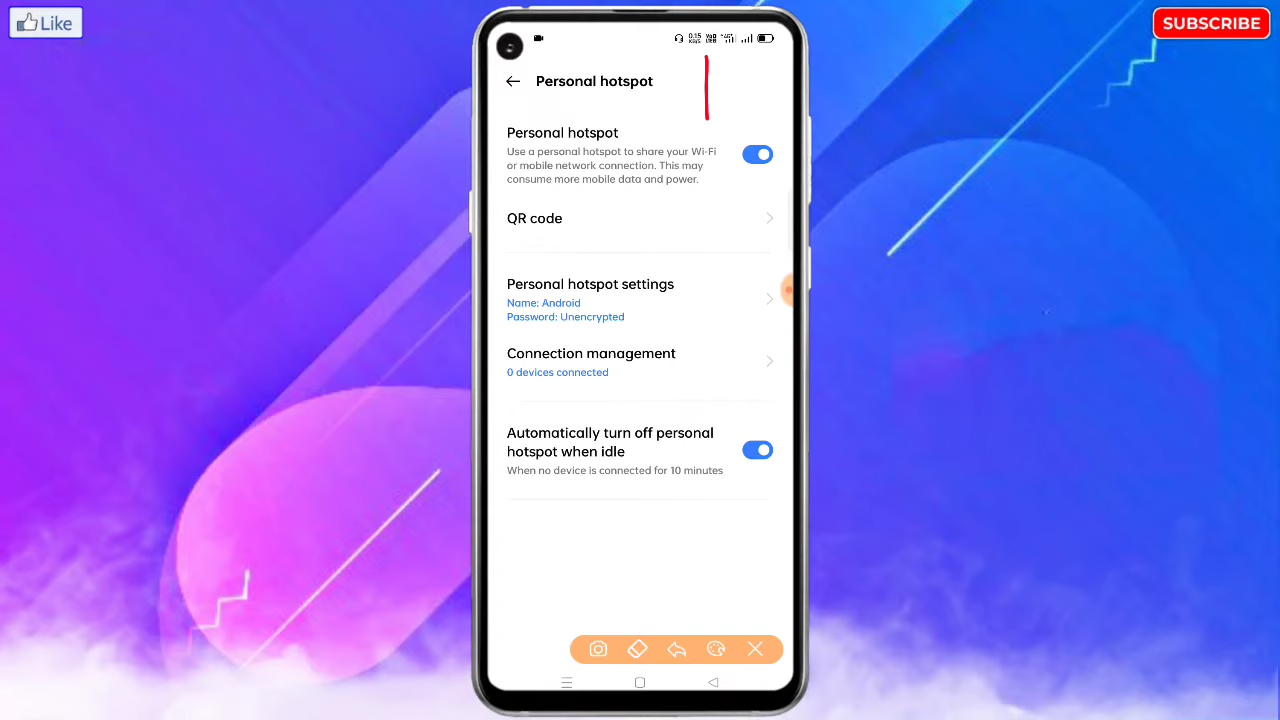 Like
SUBSCRIBE
Personal hotspot
Personal hotspot
Use a personal hotspot to share your Wi-Fi
or mobile network connection. This may
consume more mobile data and power.
QR code
Personal hotspot settings
Name: Android
Password: Unencrypted
Connection management
0 devices connected
Automatically turn off personal
hotspot when idle
When no device is connected for 10 minutes